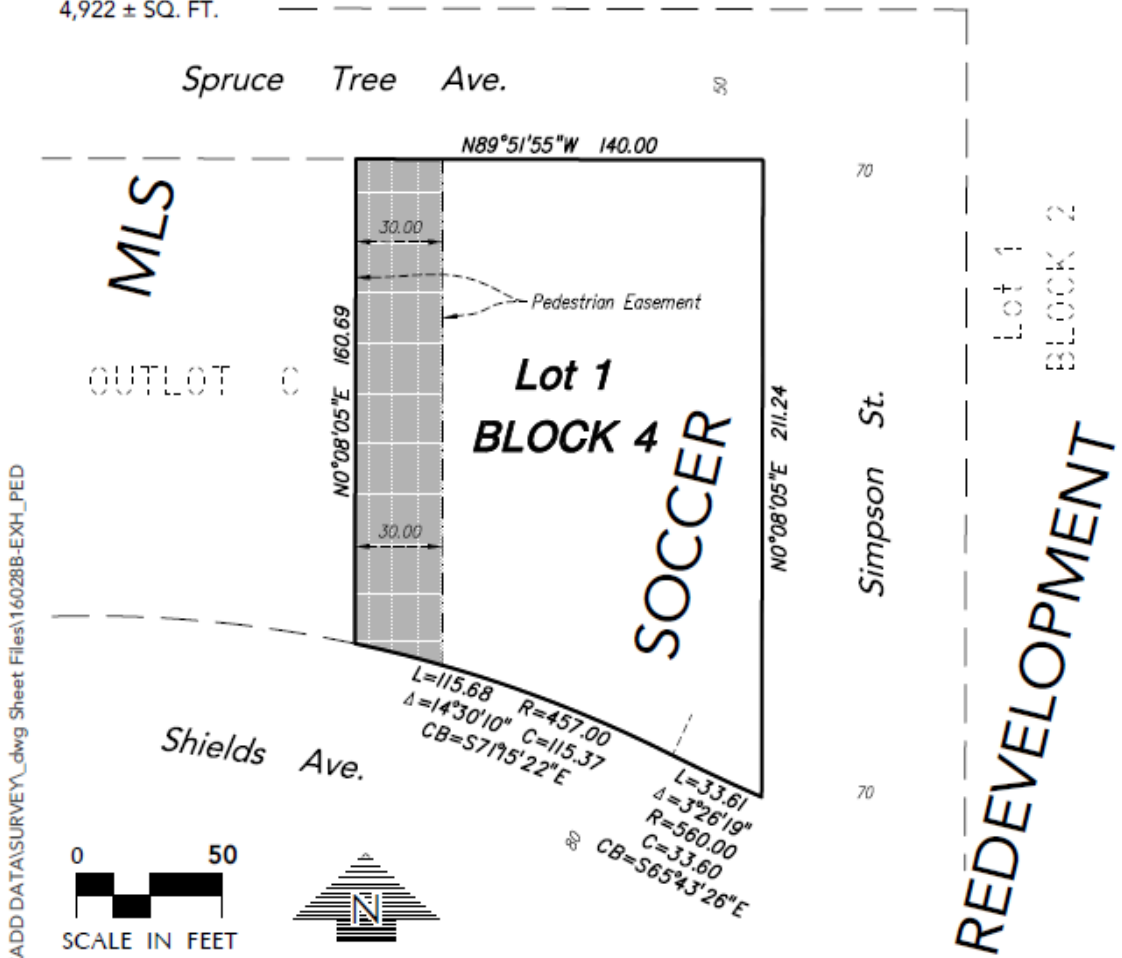 4,922 ± SQ. FT.
Spruce Tree Ave.
50
N89°51'55"W 140.00
70
MLS
30.00
Pedestrian Easement
N0°08'05"E 160.69
OUTLOT C
Lot 1
BLOCK 4
Lot 1
BLOCK 2
SOCCER
N0°08'05"E 211.24
Simpson St.
30.00
REDEVELOPMENT
L=115.68 R=457.00
Δ=14°30'10" C=115.37
CB=S71°15'22"E
Shields Ave.
L=33.61
Δ=3°26'19"
R=560.00
C=33.60
CB=S65°43'26"E
70
80
0 50
SCALE IN FEET
N
ADD DATA\SURVEY\_dwg Sheet Files\16028B-EXH_PED